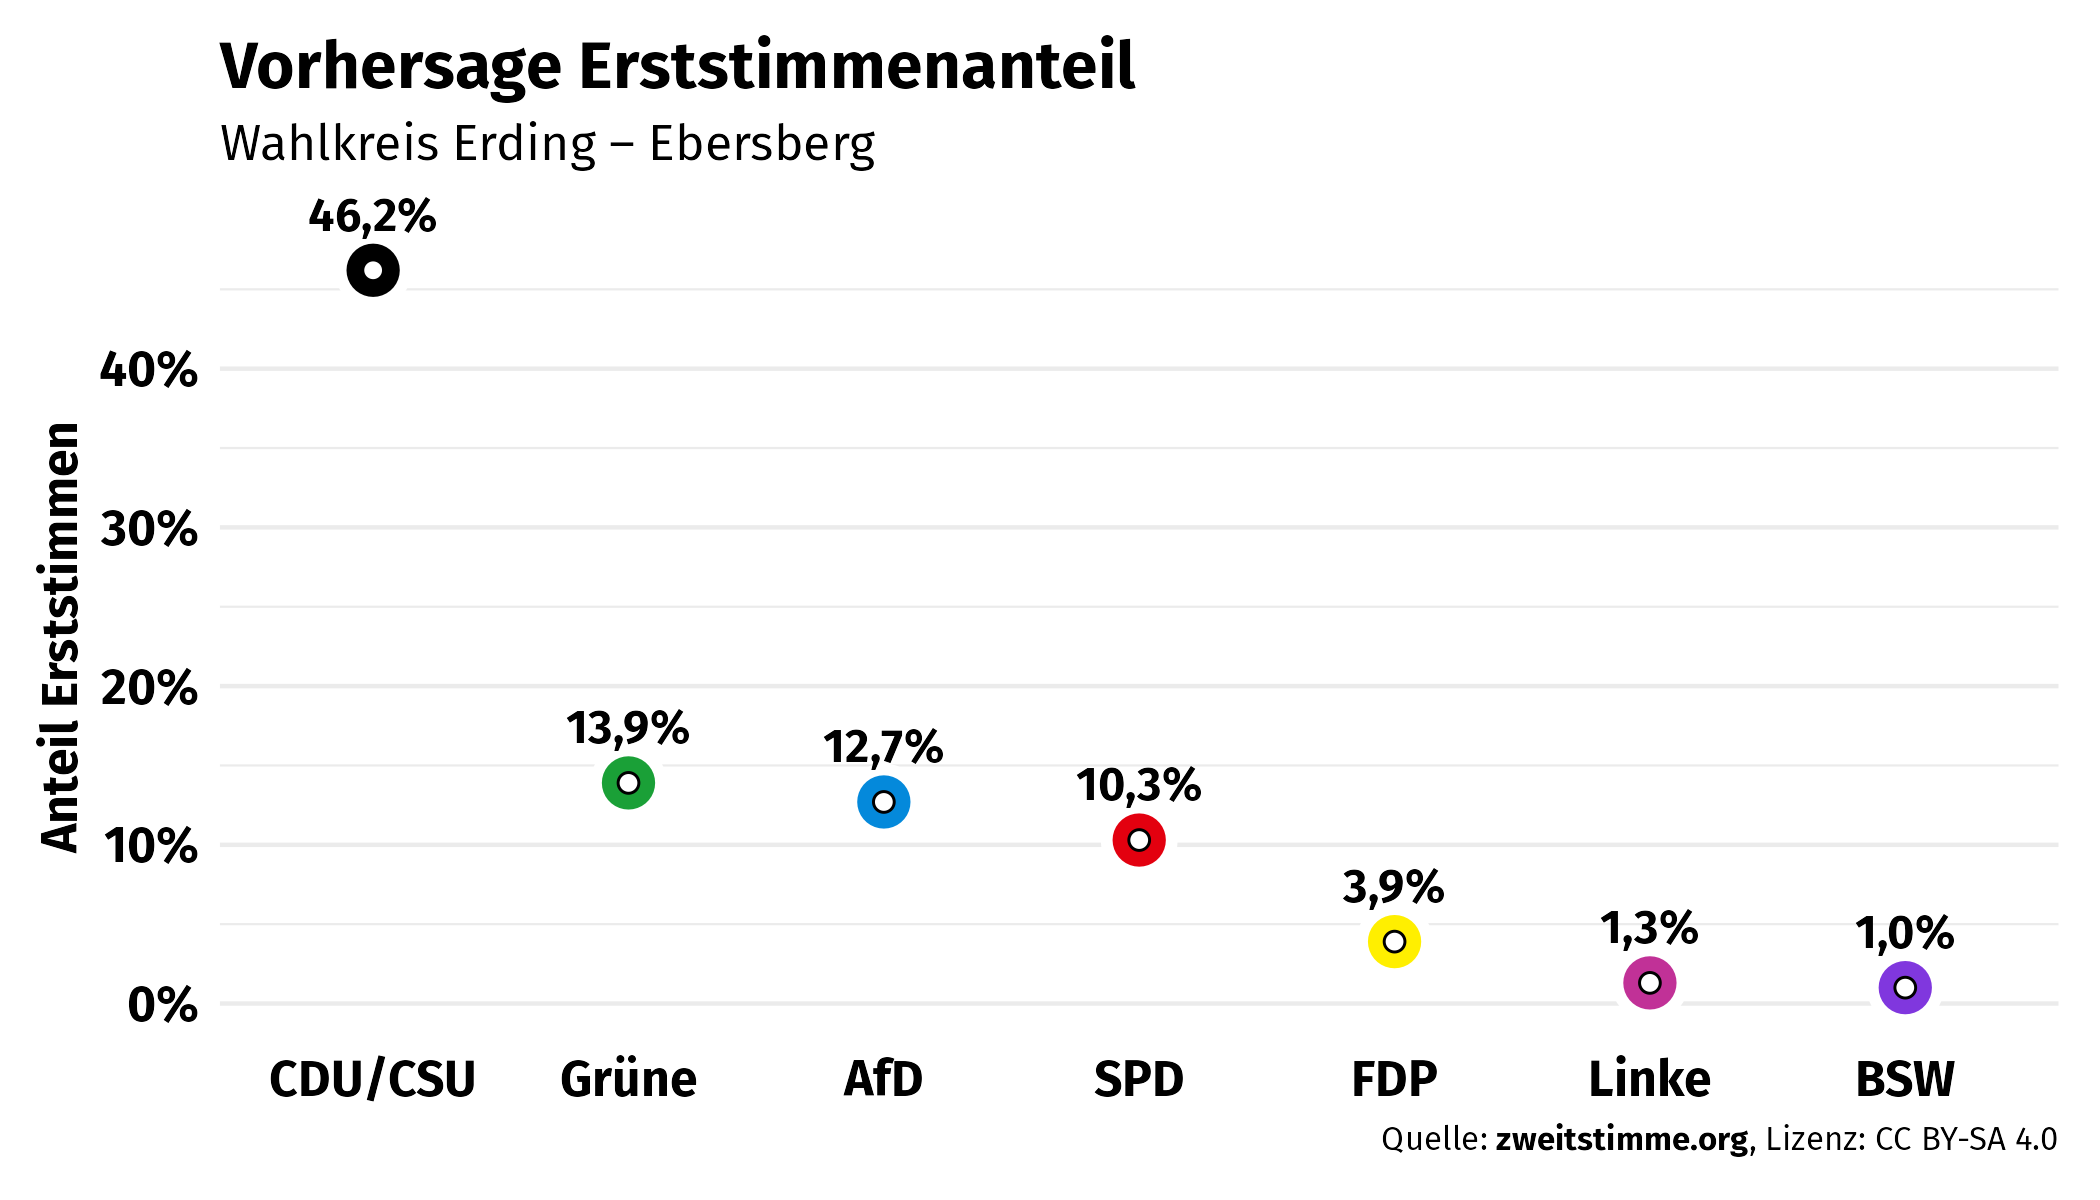 Vorhersage Erststimmenanteil
Wahlkreis Erding – Ebersberg
46,2%
40%
30%
20%
10%
0%
Anteil Erststimmen
13,9%
12,7%
10,3%
3,9%
1,3%
1,0%
CDU/CSU Grüne AfD SPD FDP Linke BSW
Quelle: zweitstimme.org, Lizenz: CC BY-SA 4.0